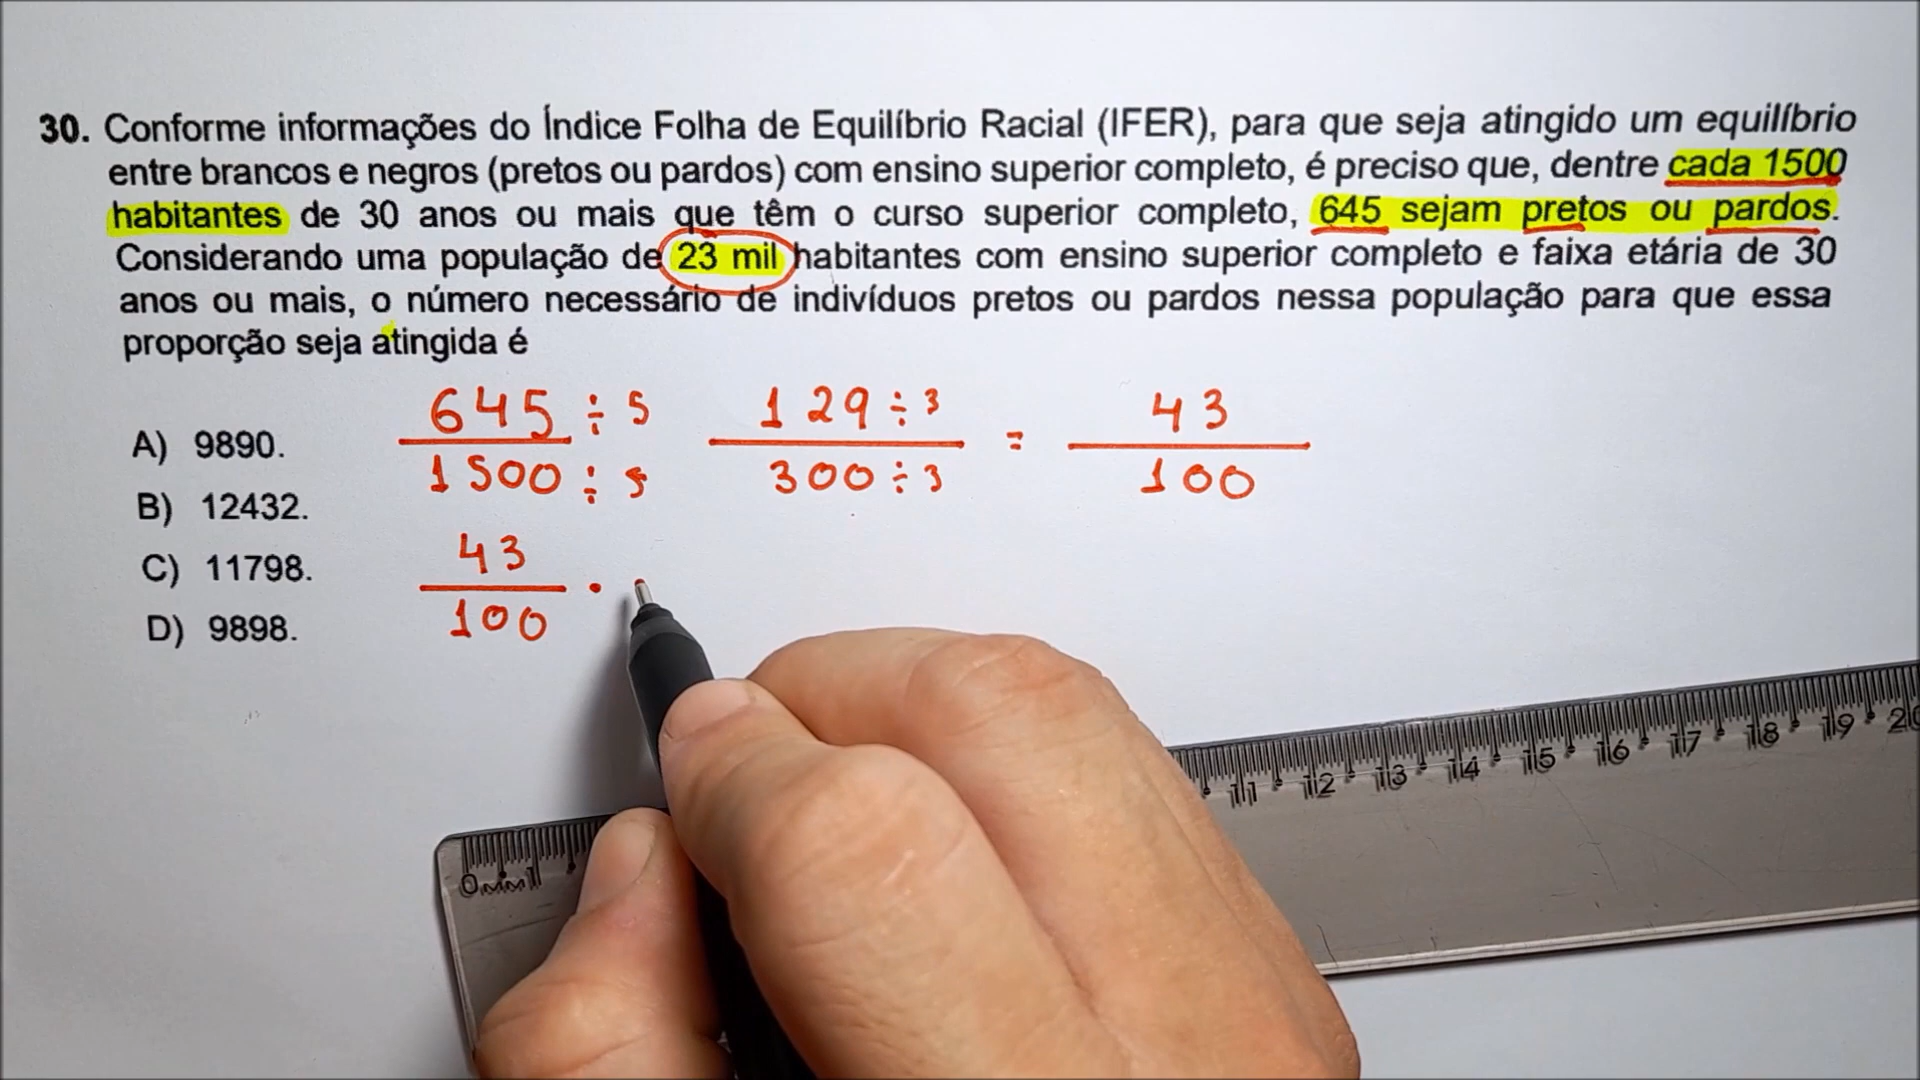 30. Conforme informações do Índice Folha de Equilíbrio Racial (IFER), para que seja atingido um equilíbrio
entre brancos e negros (pretos ou pardos) com ensino superior completo, é preciso que, dentre cada 1500
habitantes de 30 anos ou mais que têm o curso superior completo, 645 sejam pretos ou pardos.
Considerando uma população de 23 mil habitantes com ensino superior completo e faixa etária de 30
anos ou mais, o número necessário de indivíduos pretos ou pardos nessa população para que essa
proporção seja atingida é
A) 9890.
B) 12432.
C) 11798.
D) 9898.
645 ÷ 5 129 ÷ 3 = 43
1500 ÷ 5 300 ÷ 3 100
43 .
100
11 12 13 14 15 16 17 18 19 20
0 mm 1